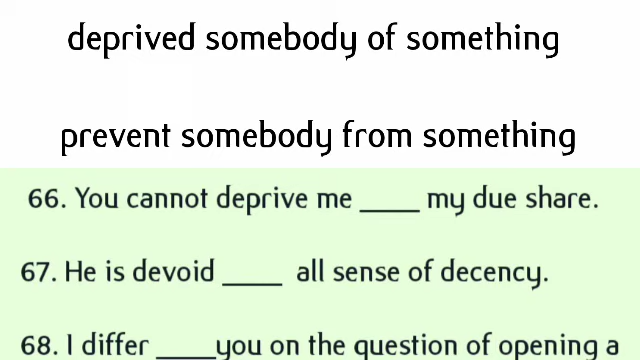 deprived somebody of something
prevent somebody from something
66. You cannot deprive me ____ my due share.
67. He is devoid ____ all sense of decency.
68. I differ ____you on the question of opening a